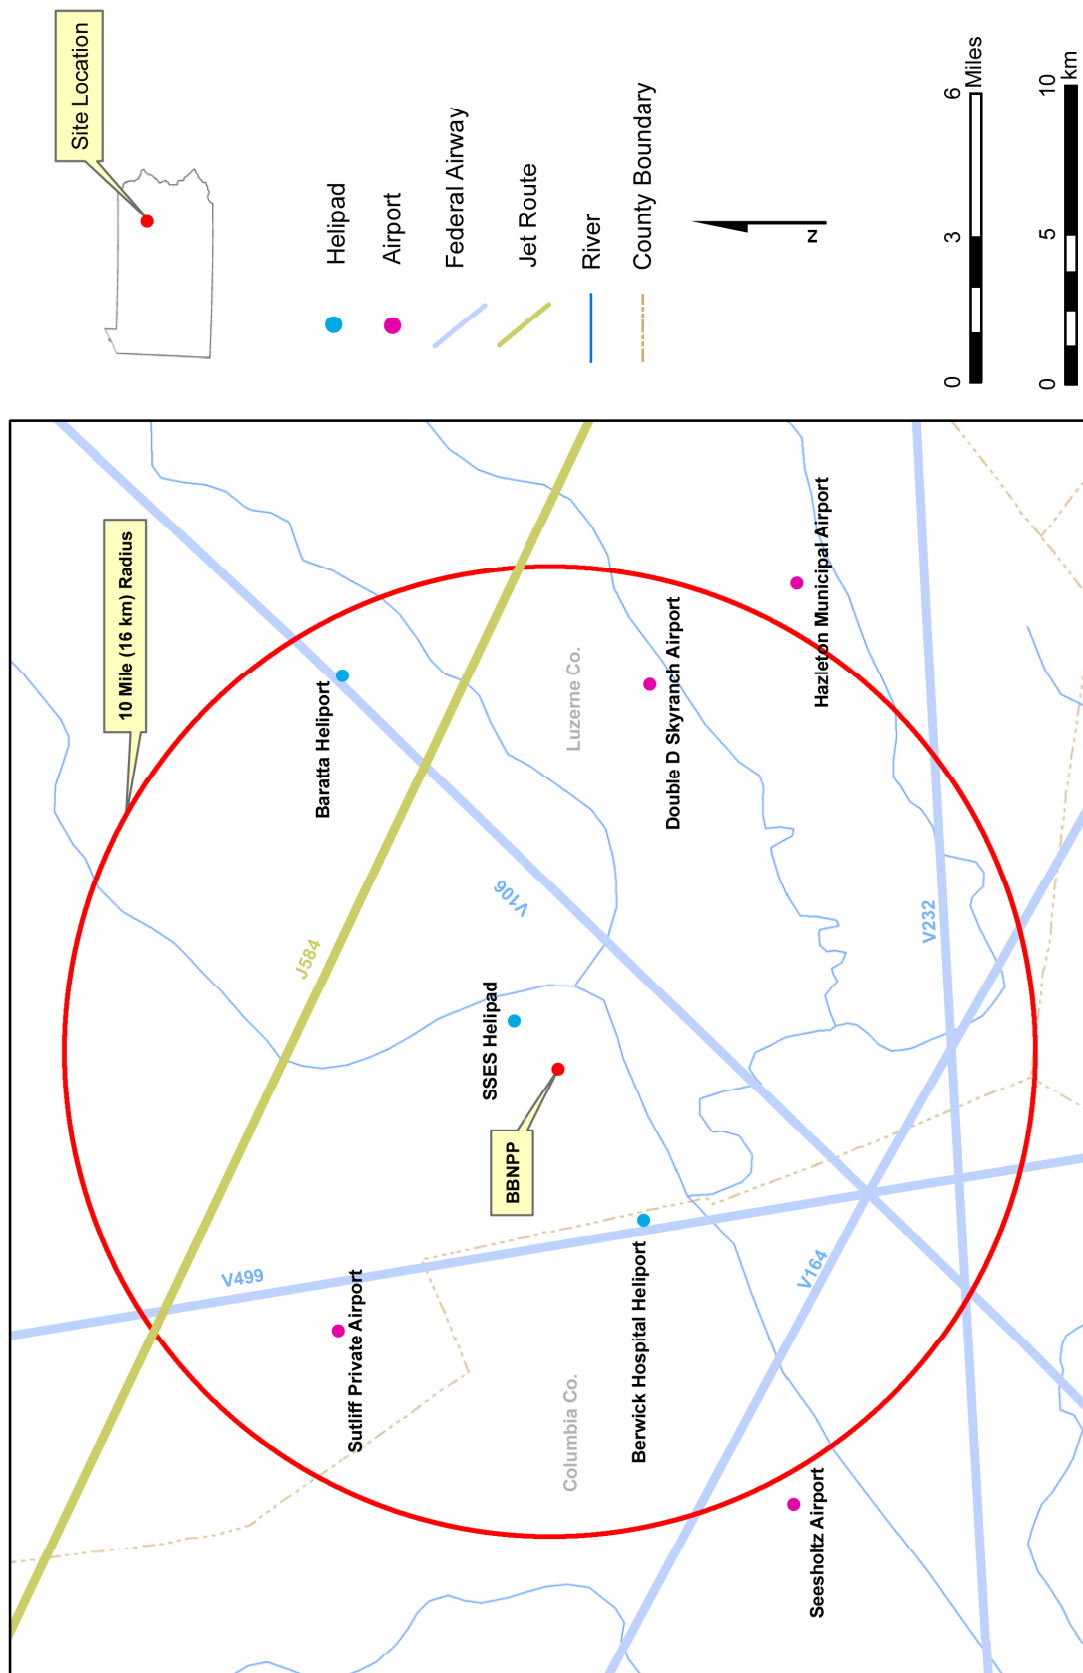 10 Mile (16 km) Radius
Baratta Heliport
J584
V106
V499
Sutliff Private Airport
SSES Helipad
BBNPP
Luzerne Co.
Columbia Co.
Berwick Hospital Heliport
Double D Skyranch Airport
Hazleton Municipal Airport
V164
V232
Seesholtz Airport
Site Location
Helipad
Airport
Federal Airway
Jet Route
River
County Boundary
N
0 3 6
Miles
0 5 10
km